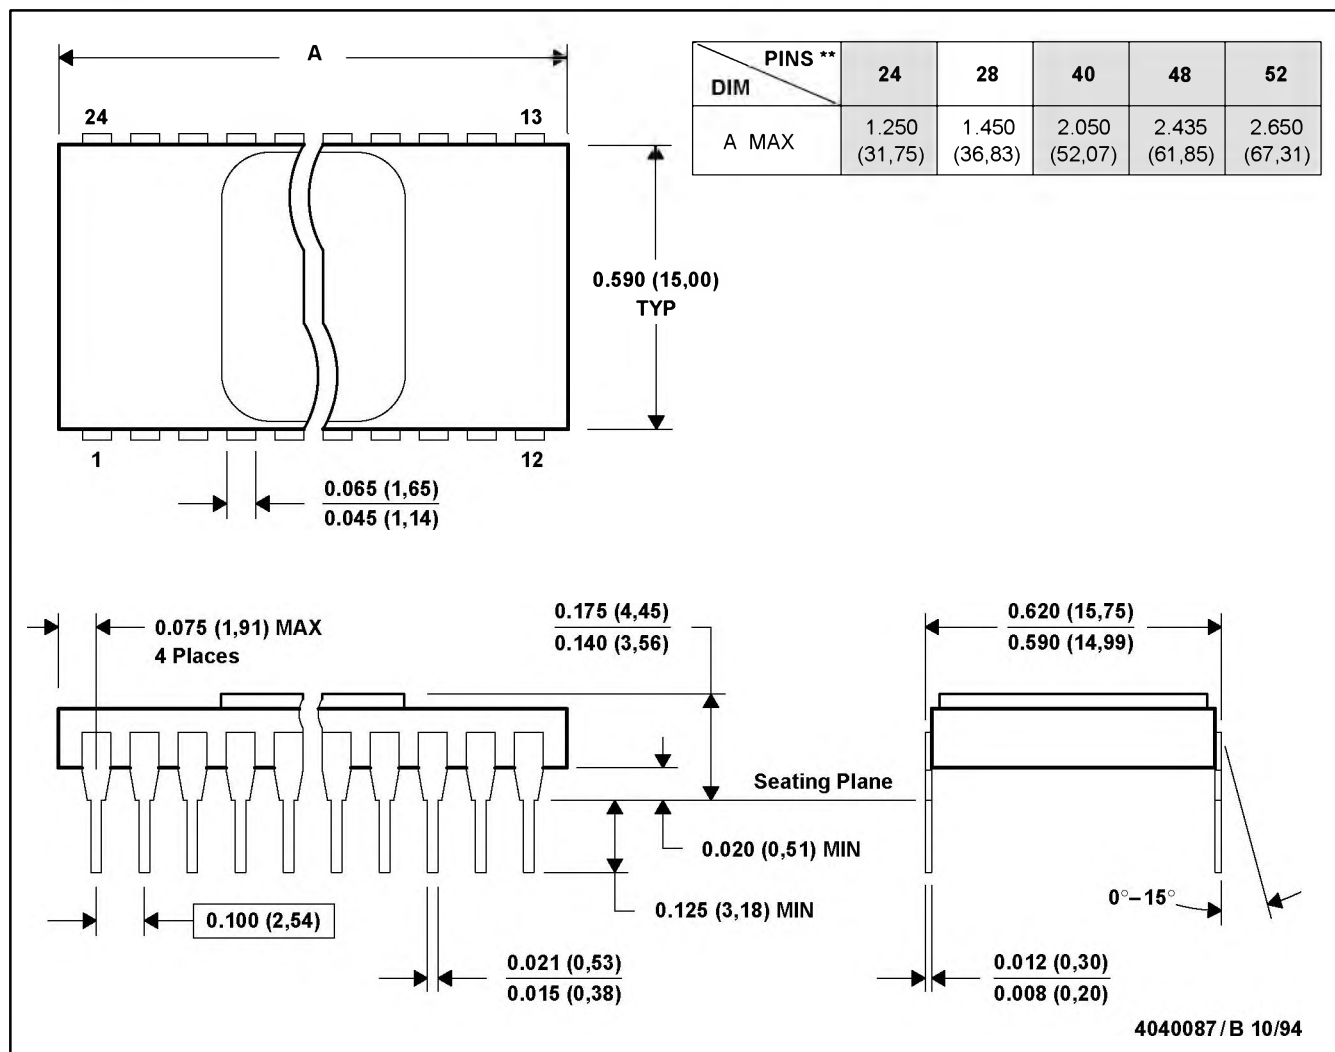 A
24
13
1
12
0.590 (15,00)
TYP
0.065 (1,65)
0.045 (1,14)
PINS **
DIM
24 28 40 48 52
A MAX
1.250 1.450 2.050 2.435 2.650
(31,75) (36,83) (52,07) (61,85) (67,31)
0.075 (1,91) MAX
4 Places
0.175 (4,45)
0.140 (3,56)
0.620 (15,75)
0.590 (14,99)
Seating Plane
0.020 (0,51) MIN
0.125 (3,18) MIN
0.100 (2,54)
0.021 (0,53)
0.015 (0,38)
0°–15°
0.012 (0,30)
0.008 (0,20)
4040087/B 10/94